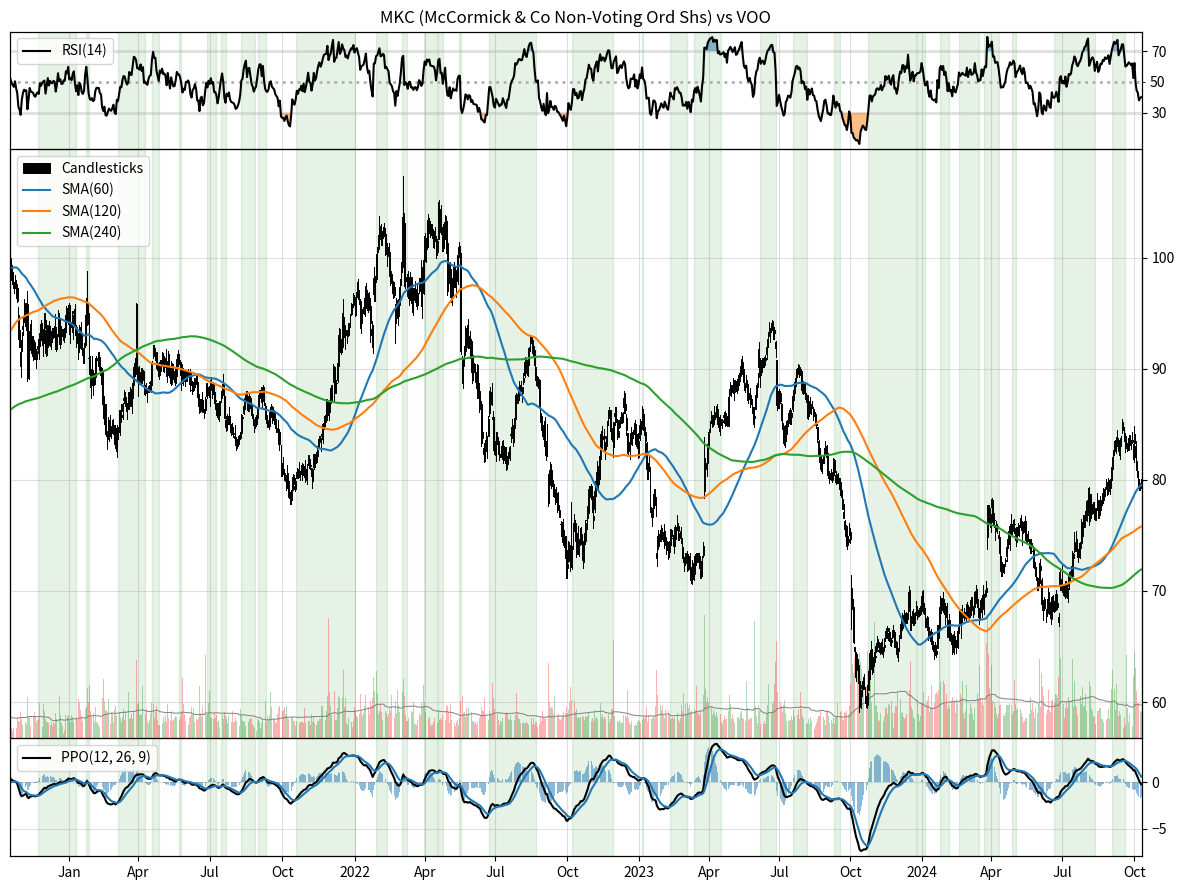 MKC (McCormick & Co Non-Voting Ord Shs) vs VOO
RSI(14)
70
50
30
Candlesticks
SMA(60)
SMA(120)
SMA(240)
100
90
80
70
60
PPO(12, 26, 9)
0
−5
Jan Apr Jul Oct 2022 Apr Jul Oct 2023 Apr Jul Oct 2024 Apr Jul Oct